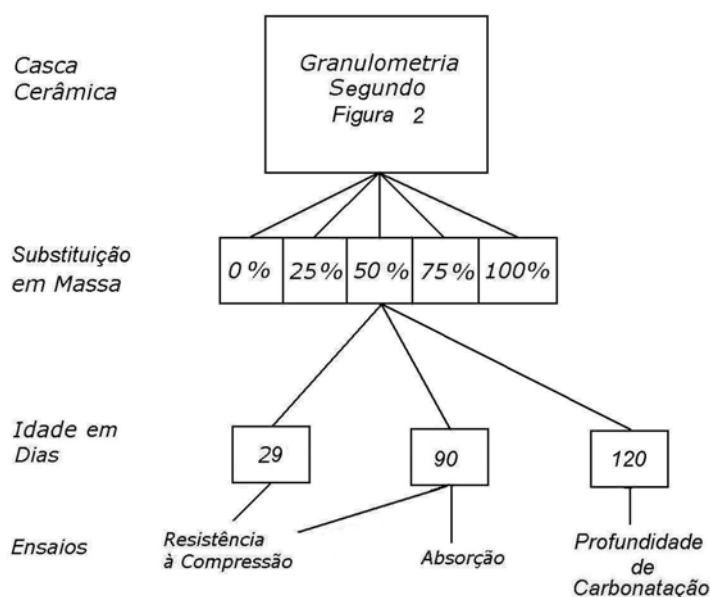 Casca
Cerâmica
Granulometria
Segundo
Figura 2
Substituição
em Massa
0 % 25 % 50 % 75 % 100%
Idade em
Dias
29 90 120
Ensaios
Resistência
à Compressão
Absorção
Profundidade
de
Carbonatação